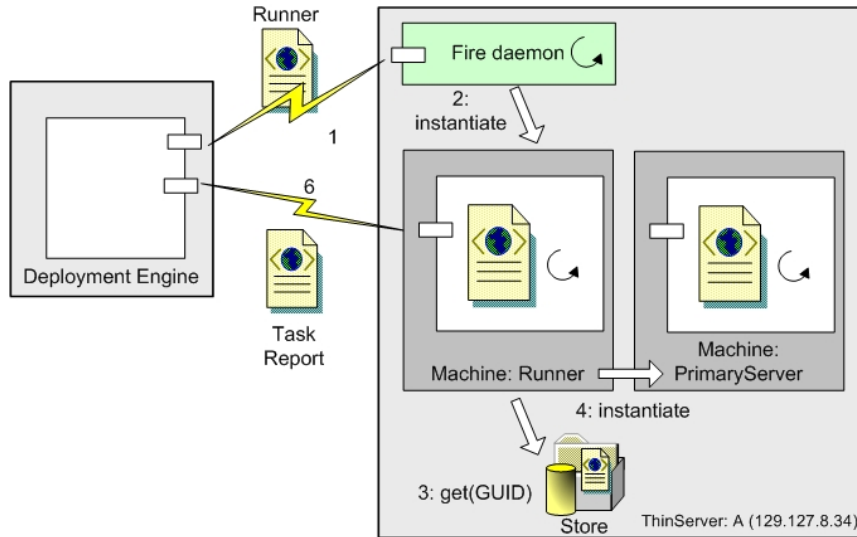 Runner
Fire daemon
2:
instantiate
1
6
Deployment Engine
Task
Report
Machine: Runner
Machine:
PrimaryServer
4: instantiate
3: get(GUID)
Store
ThinServer: A (129.127.8.34)